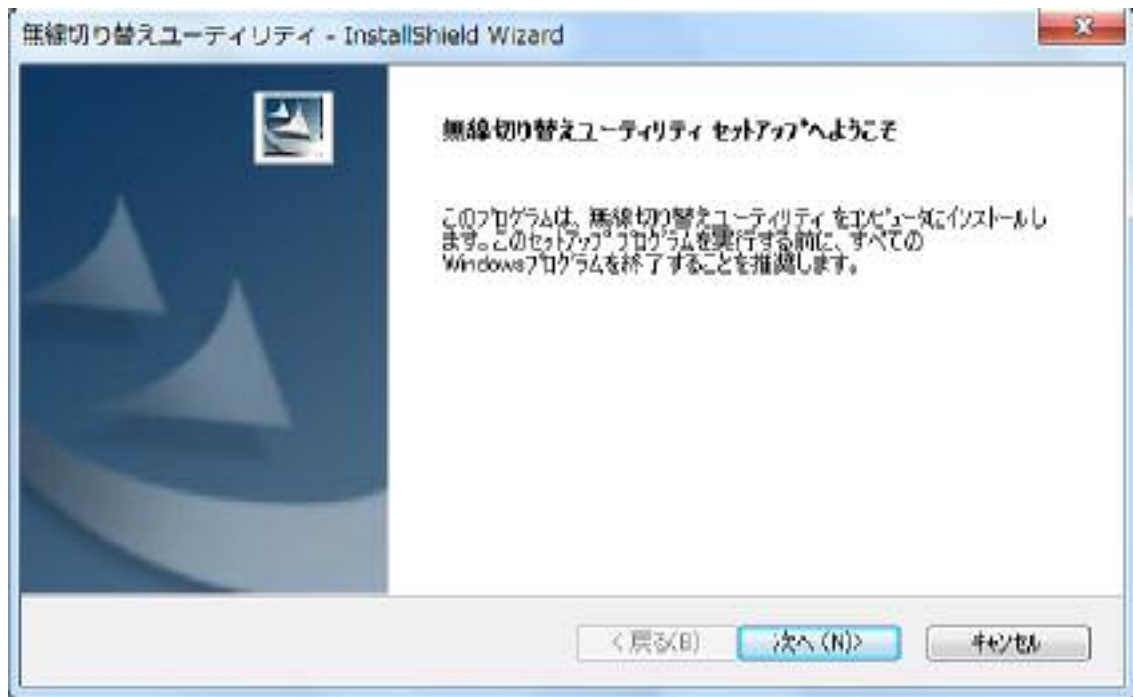 無線切り替えユーティリティ - InstallShield Wizard
無線切り替えユーティリティ セットアップへようこそ
このプログラムは、無線切り替えユーティリティ をコンピュータにインストールし
ます。このセットアップ プログラムを実行する前に、すべての
Windowsプログラムを終了することを推奨します。
< 戻る(B)
次へ (N)>
キャンセル